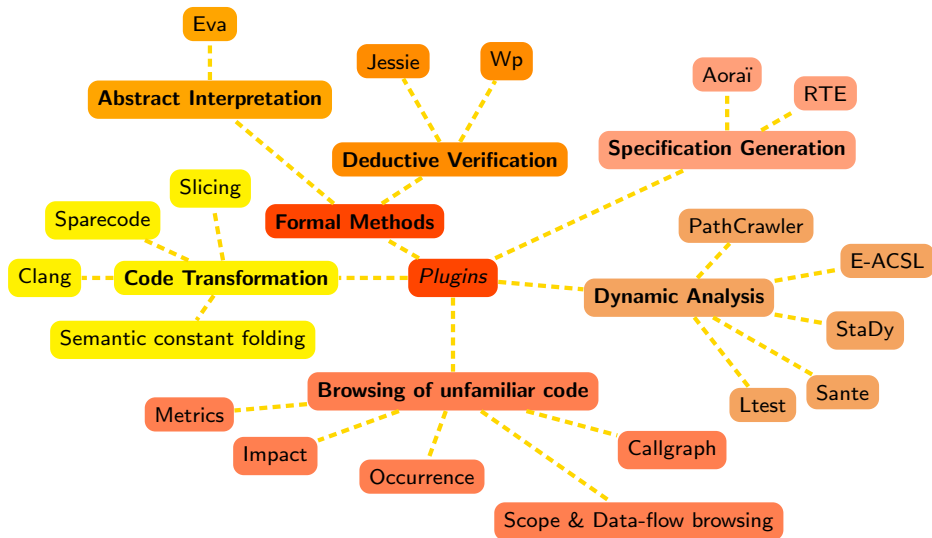 Eva
Jessie
Wp
Aoraï
RTE
Abstract Interpretation
Deductive Verification
Specification Generation
Slicing
Sparecode
Formal Methods
PathCrawler
Clang
Code Transformation
Plugins
Dynamic Analysis
E-ACSL
Semantic constant folding
StaDy
Browsing of unfamiliar code
Ltest
Sante
Metrics
Impact
Occurrence
Callgraph
Scope & Data-flow browsing